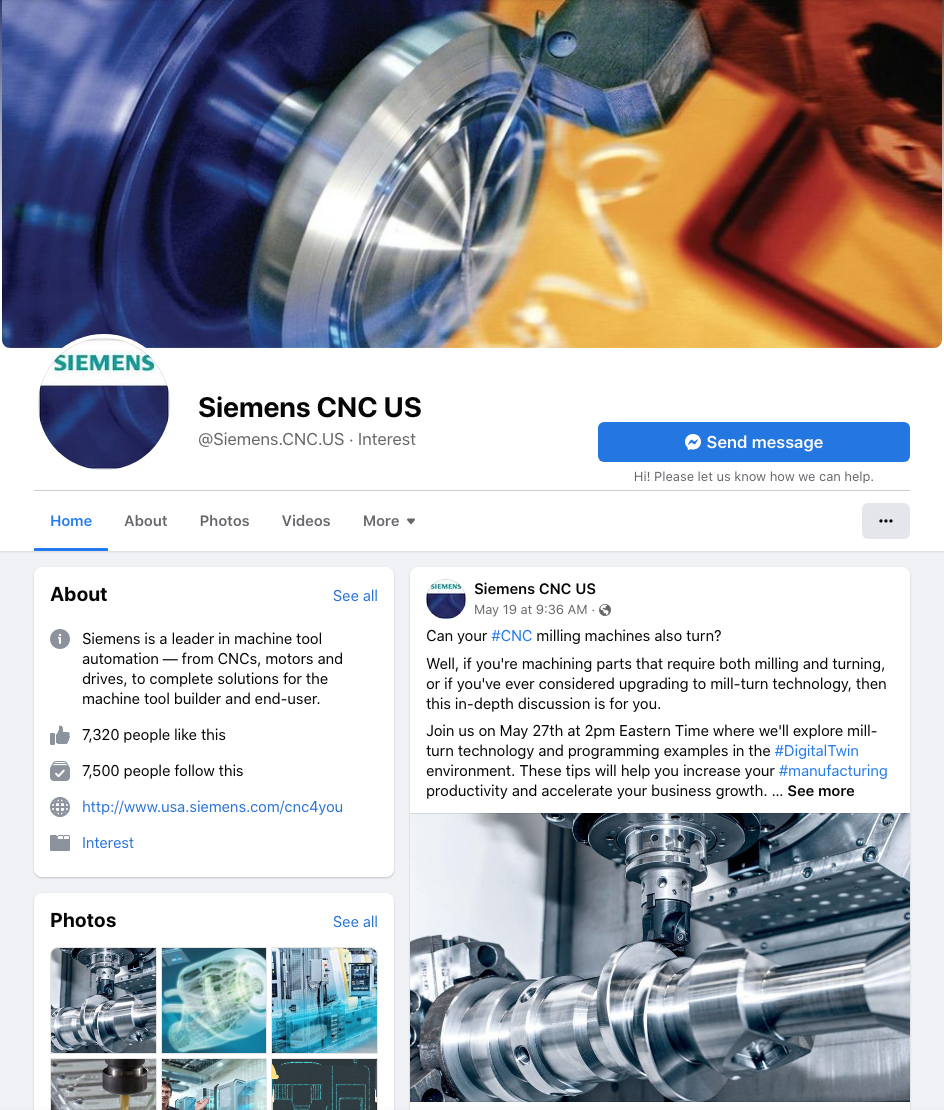 SIEMENS
Siemens CNC US
@Siemens.CNC.US · Interest
Send message
Hi! Please let us know how we can help.
Home
About
Photos
Videos
More
About
See all
Siemens is a leader in machine tool
automation — from CNCs, motors and
drives, to complete solutions for the
machine tool builder and end-user.
7,320 people like this
7,500 people follow this
http://www.usa.siemens.com/cnc4you
Interest
Photos
See all
SIEMENS
Siemens CNC US
May 19 at 9:36 AM ·
Can your #CNC milling machines also turn?
Well, if you're machining parts that require both milling and turning,
or if you've ever considered upgrading to mill-turn technology, then
this in-depth discussion is for you.
Join us on May 27th at 2pm Eastern Time where we'll explore mill-
turn technology and programming examples in the #DigitalTwin
environment. These tips will help you increase your #manufacturing
productivity and accelerate your business growth. ... See more